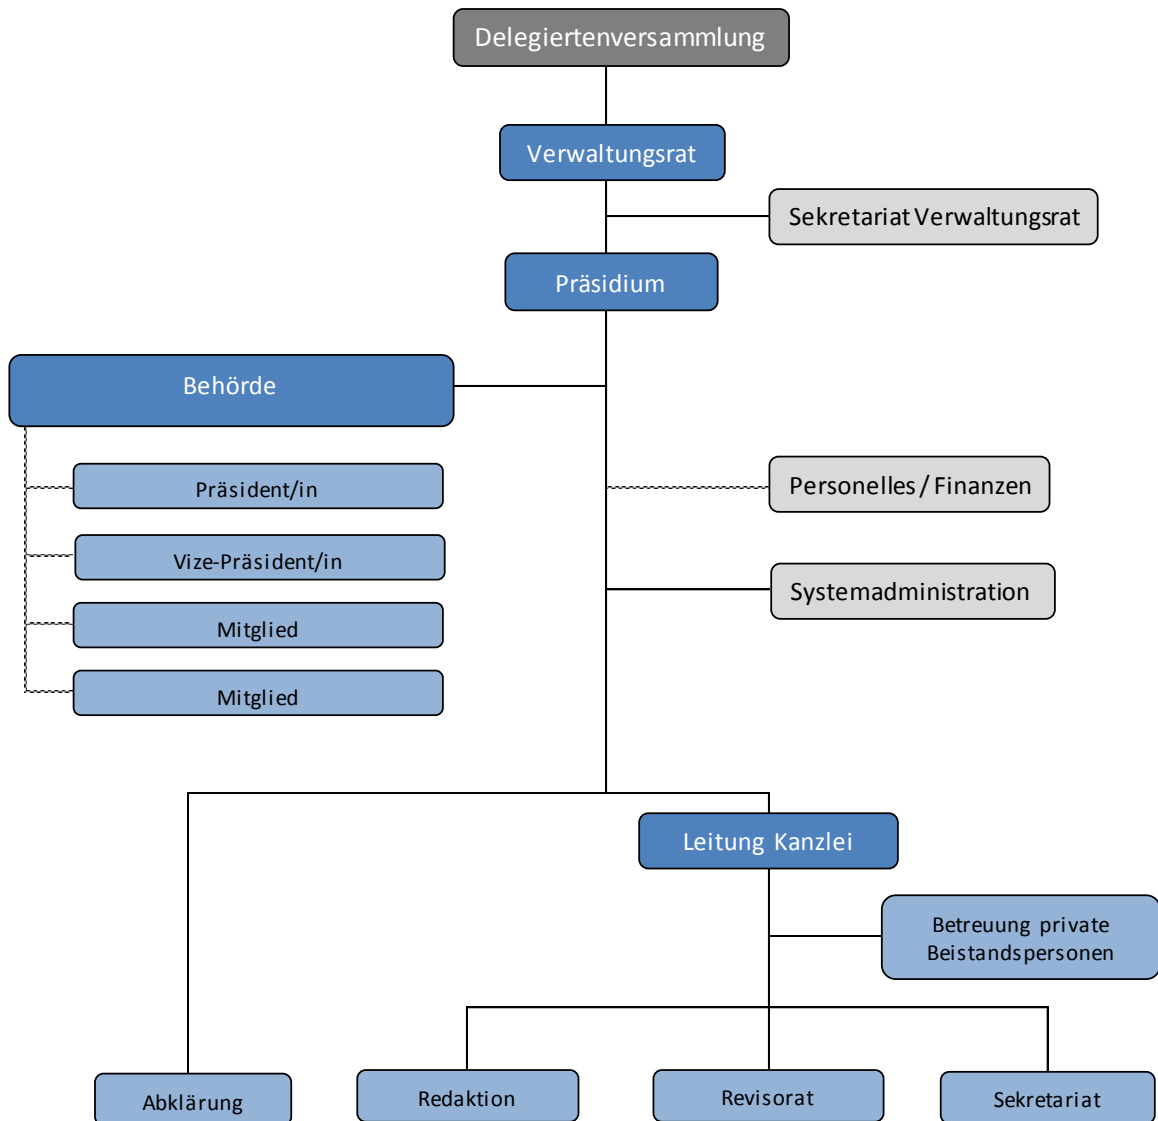 Delegiertenversammlung
Verwaltungsrat
Sekretariat Verwaltungsrat
Präsidium
Behörde
Präsident/in
Personelles / Finanzen
Vize-Präsident/in
Systemadministration
Mitglied
Mitglied
Leitung Kanzlei
Betreuung private
Beistandspersonen
Abklärung
Redaktion
Revisorat
Sekretariat